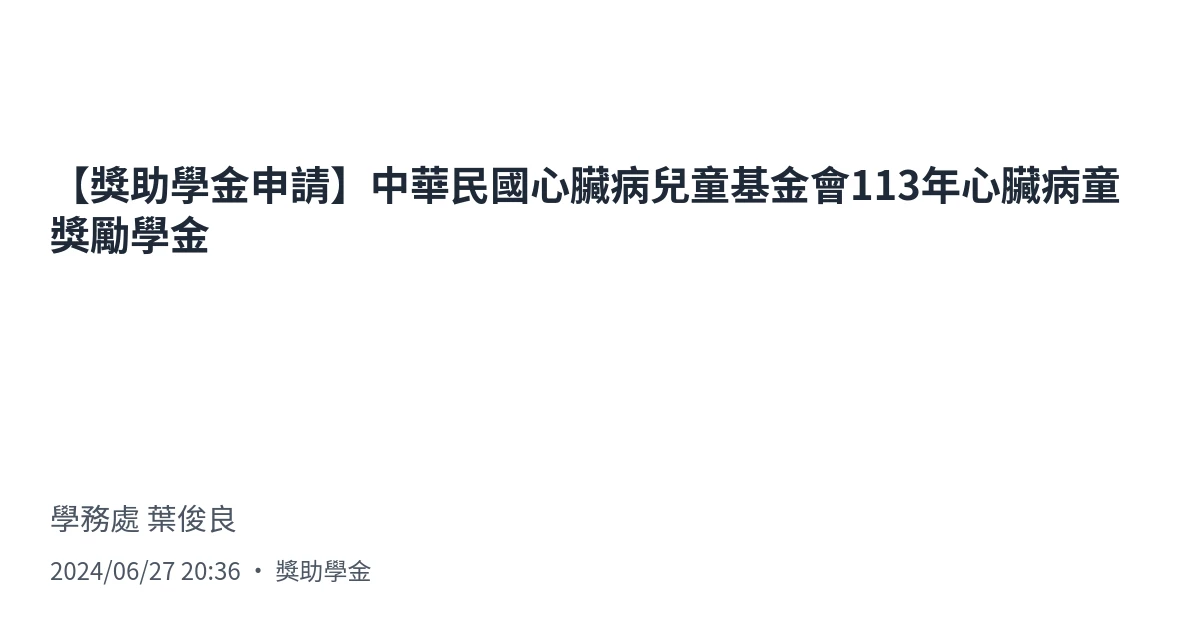 【獎助學金申請】中華民國心臟病兒童基金會113年心臟病童
獎勵學金
學務處 葉俊良
2024/06/27 20:36 • 獎助學金